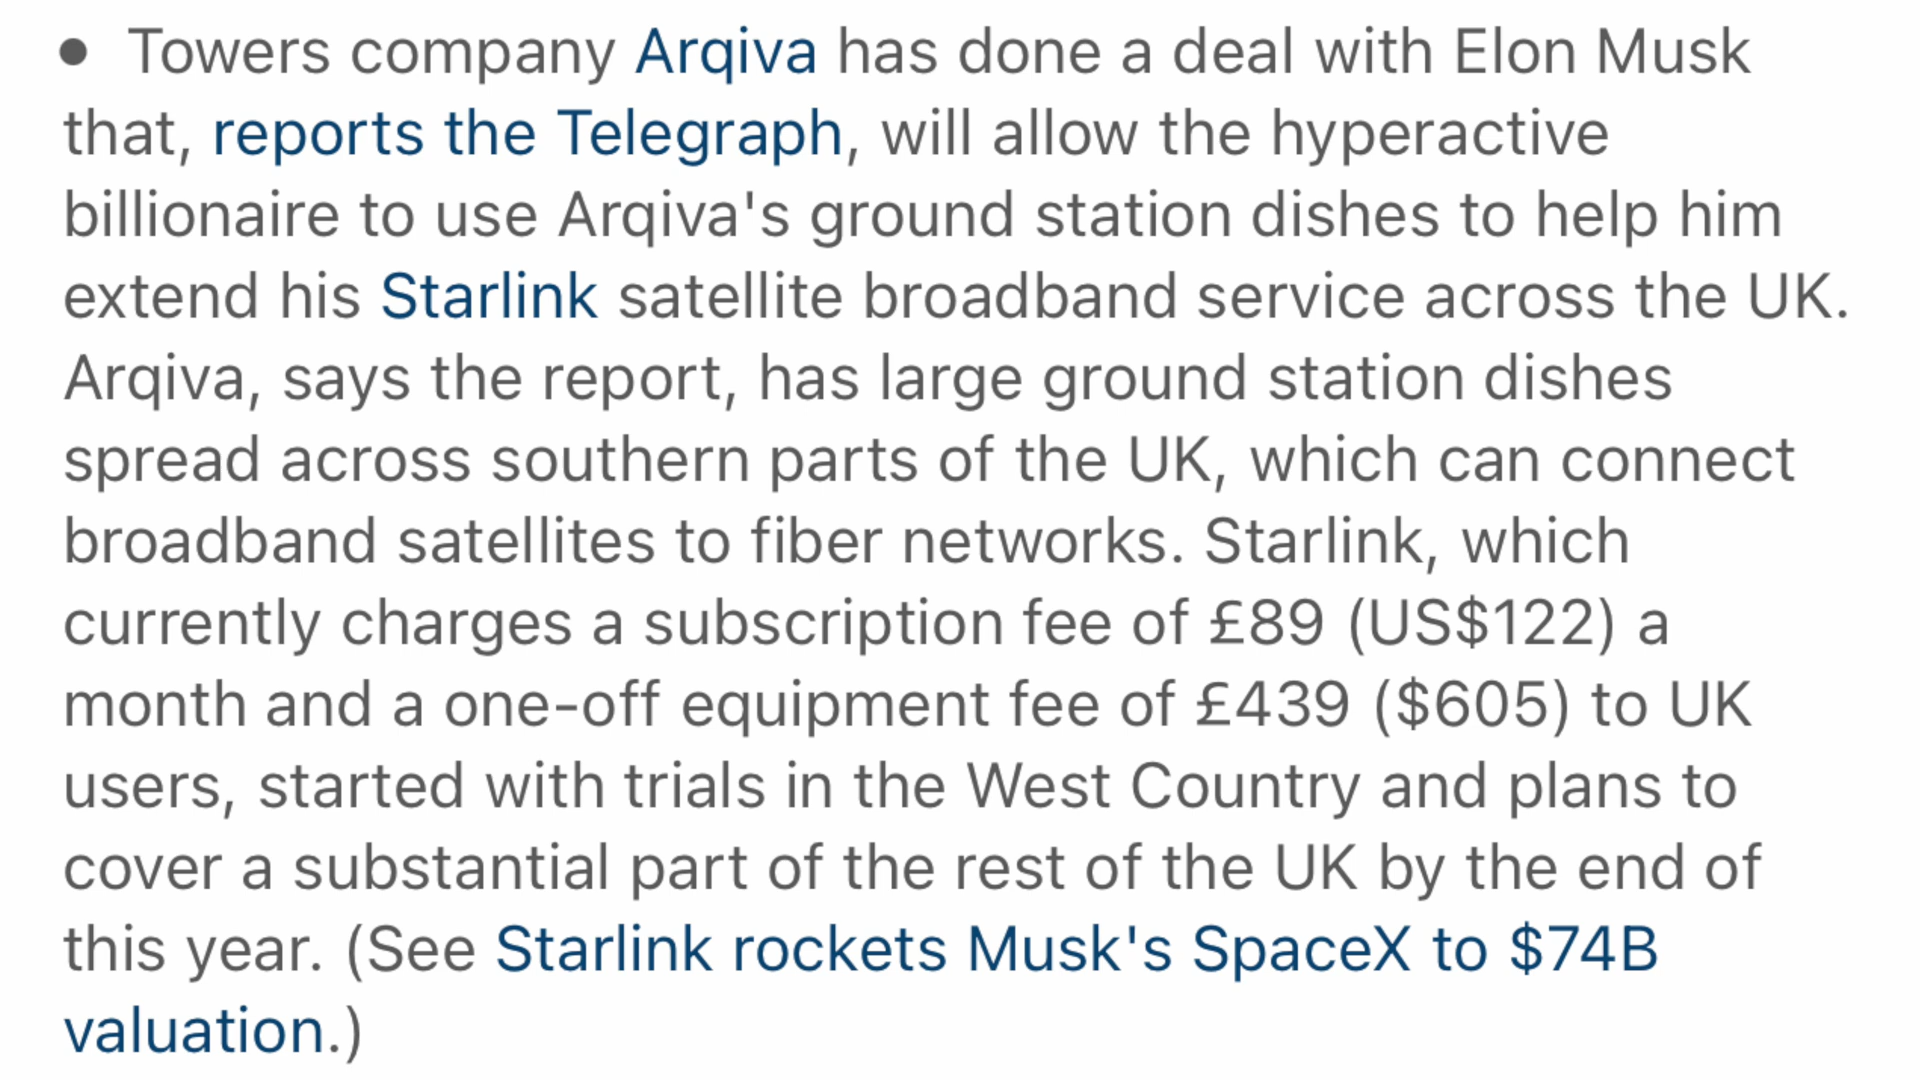 ● Towers company Arqiva has done a deal with Elon Musk
that, reports the Telegraph, will allow the hyperactive
billionaire to use Arqiva's ground station dishes to help him
extend his Starlink satellite broadband service across the UK.
Arqiva, says the report, has large ground station dishes
spread across southern parts of the UK, which can connect
broadband satellites to fiber networks. Starlink, which
currently charges a subscription fee of £89 (US$122) a
month and a one-off equipment fee of £439 ($605) to UK
users, started with trials in the West Country and plans to
cover a substantial part of the rest of the UK by the end of
this year. (See Starlink rockets Musk's SpaceX to $74B
valuation.)